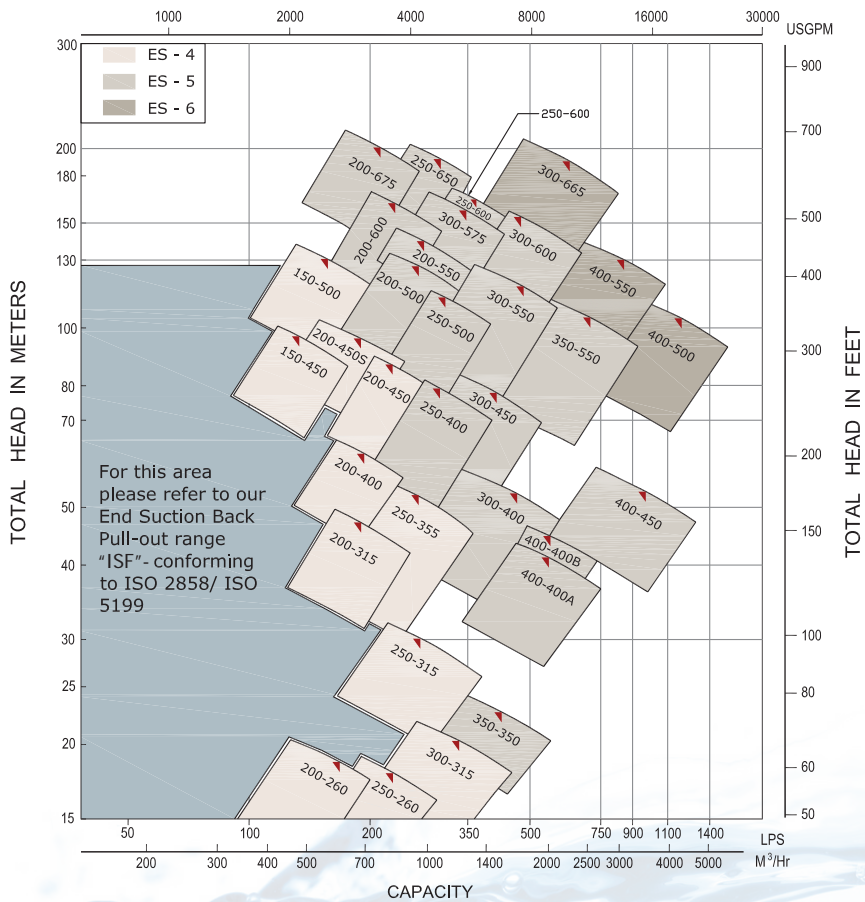 1000 2000 4000 8000 16000 30000
USGPM
ES - 4
ES - 5
ES - 6
300
200
180
150
130
100
80
70
50
40
30
25
20
15
TOTAL HEAD IN METERS
900
700
500
400
300
200
150
100
80
60
50
TOTAL HEAD IN FEET
250-600
200-675
250-650
250-600
300-665
200-600
300-575
300-600
200-550
400-550
150-500
200-500
300-550
250-500
400-500
350-550
200-450S
150-450
200-450
250-400
300-450
200-400
250-355
300-400
400-450
200-315
400-400B
400-400A
250-315
350-350
300-315
200-260
250-260
For this area
please refer to our
End Suction Back
Pull-out range
"ISF"- conforming
to ISO 2858/ ISO
5199
50 100 200 350 500 750 900 1100 1400
LPS
200 300 400 500 700 1000 1400 2000 2500 3000 4000 5000
M³/Hr
CAPACITY